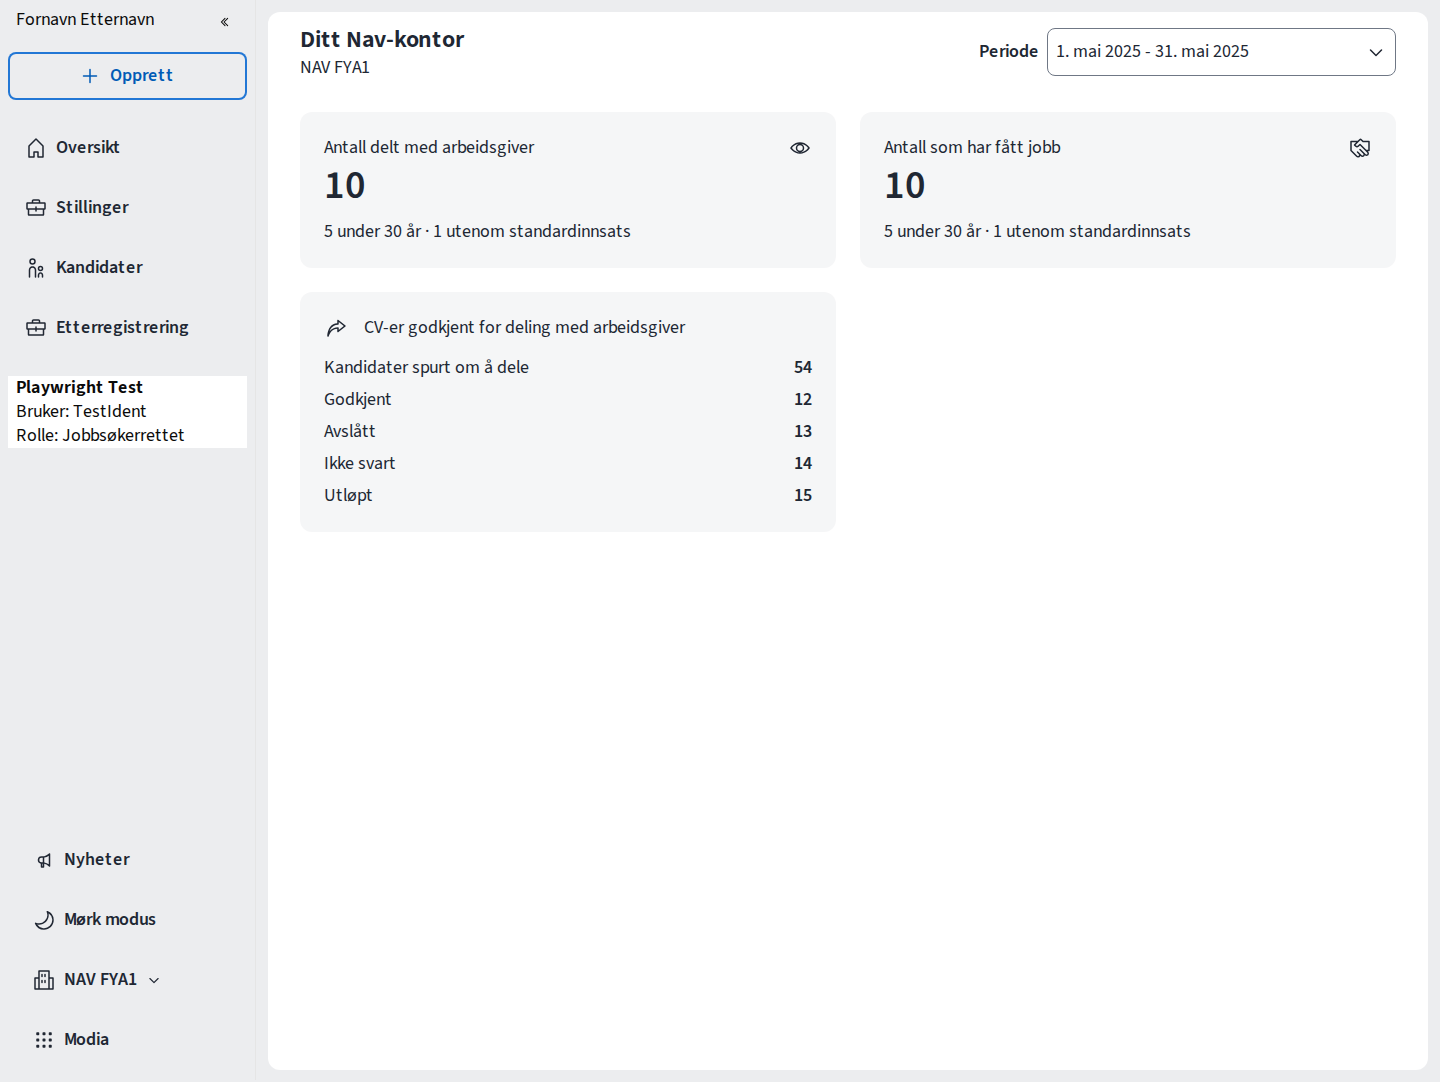 Fornavn Etternavn
Opprett
Oversikt
Stillinger
Kandidater
Etterregistrering
Playwright Test
Bruker: TestIdent
Rolle: Jobbsøkerrettet
Nyheter
Mørk modus
NAV FYA1
Modia
Ditt Nav-kontor
NAV FYA1
Periode
1. mai 2025 - 31. mai 2025
Antall delt med arbeidsgiver
10
5 under 30 år · 1 utenom standardinnsats
Antall som har fått jobb
10
5 under 30 år · 1 utenom standardinnsats
CV-er godkjent for deling med arbeidsgiver
Kandidater spurt om å dele 54
Godkjent 12
Avslått 13
Ikke svart 14
Utløpt 15